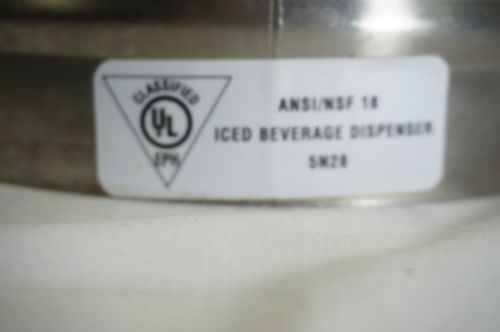 CLASSIFIED
UL
EPH
ANSI/NSF 18
ICED BEVERAGE DISPENSER
5N28